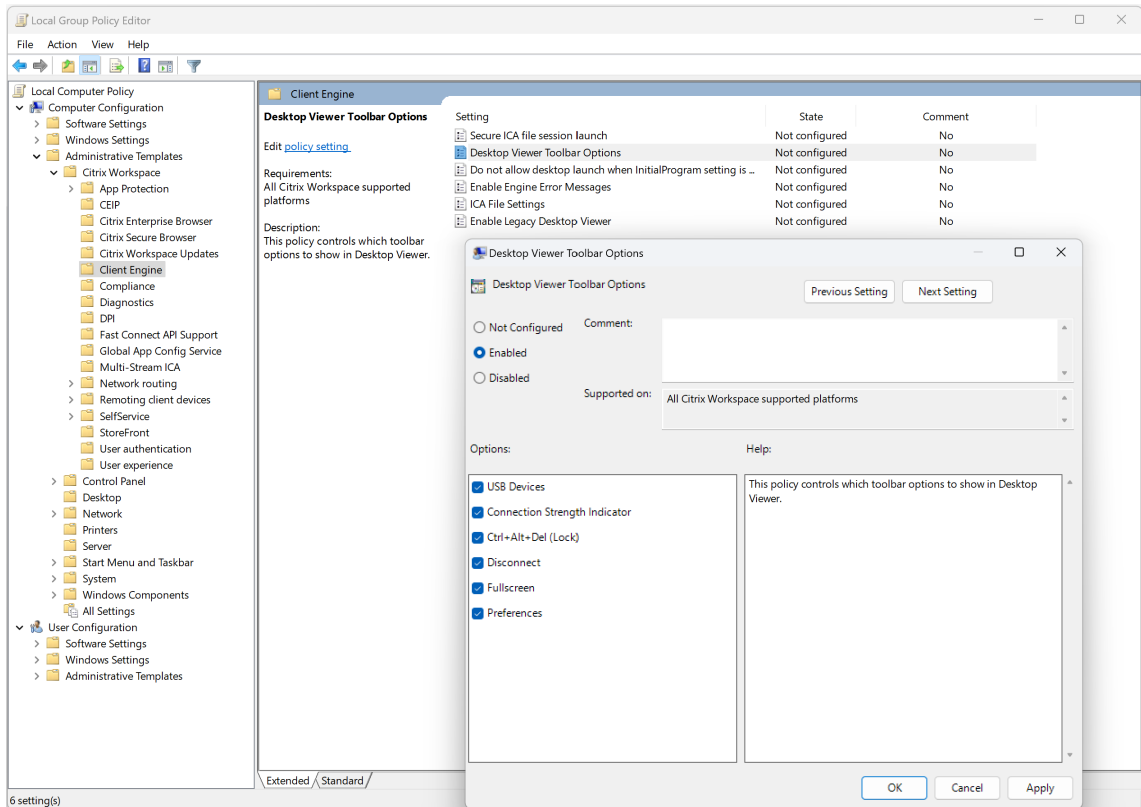 Local Group Policy Editor
File Action View Help
Local Computer Policy
Computer Configuration
Software Settings
Windows Settings
Administrative Templates
Citrix Workspace
App Protection
CEIP
Citrix Enterprise Browser
Citrix Secure Browser
Citrix Workspace Updates
Client Engine
Compliance
Diagnostics
DPI
Fast Connect API Support
Global App Config Service
Multi-Stream ICA
Network routing
Remoting client devices
SelfService
StoreFront
User authentication
User experience
Control Panel
Desktop
Network
Printers
Server
Start Menu and Taskbar
System
Windows Components
All Settings
User Configuration
Software Settings
Windows Settings
Administrative Templates
Client Engine
Desktop Viewer Toolbar Options
Edit policy setting
Requirements:
All Citrix Workspace supported
platforms
Description:
This policy controls which toolbar
options to show in Desktop Viewer.
Setting State Comment
Secure ICA file session launch Not configured No
Desktop Viewer Toolbar Options Not configured No
Do not allow desktop launch when InitialProgram setting is ... Not configured No
Enable Engine Error Messages Not configured No
ICA File Settings Not configured No
Enable Legacy Desktop Viewer Not configured No
Desktop Viewer Toolbar Options
Desktop Viewer Toolbar Options
Previous Setting Next Setting
Not Configured
Enabled
Disabled
Comment:
Supported on: All Citrix Workspace supported platforms
Options:
USB Devices
Connection Strength Indicator
Ctrl+Alt+Del (Lock)
Disconnect
Fullscreen
Preferences
Help:
This policy controls which toolbar options to show in Desktop
Viewer.
OK Cancel Apply
Extended Standard
6 setting(s)